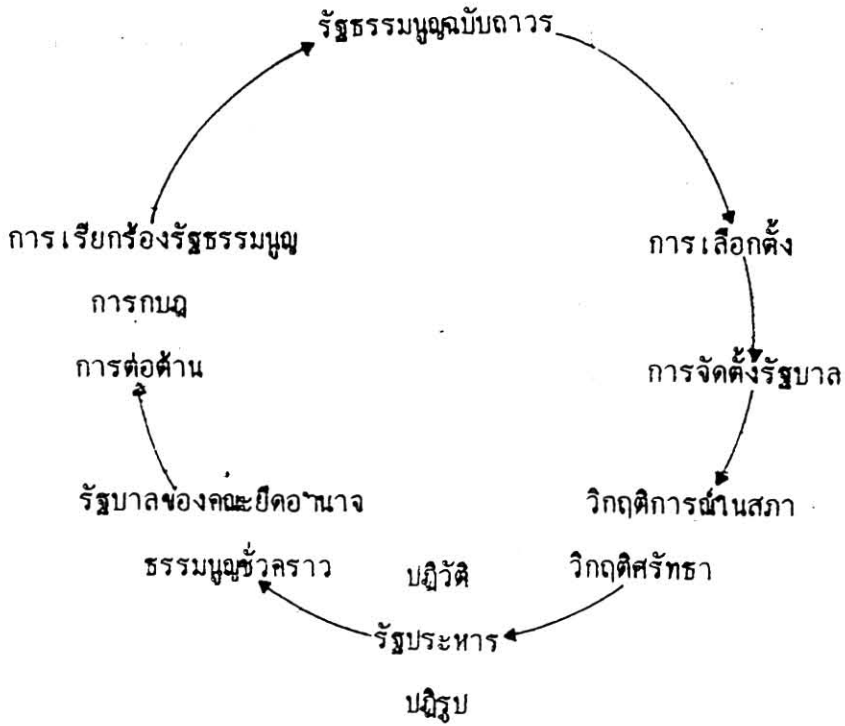 รัฐธรรมนูญฉบับถาวร
การเรียกร้องรัฐธรรมนูญ
การเลือกตั้ง
การกบฎ
การต่อต้าน
การจัดตั้งรัฐบาล
รัฐบาลของคณะยึดอำนาจ
วิกฤติการณ์ในสภา
ธรรมนูญชั่วคราว
ปฏิวัติ
วิกฤติศรัทธา
รัฐประหาร
ปฏิรูป